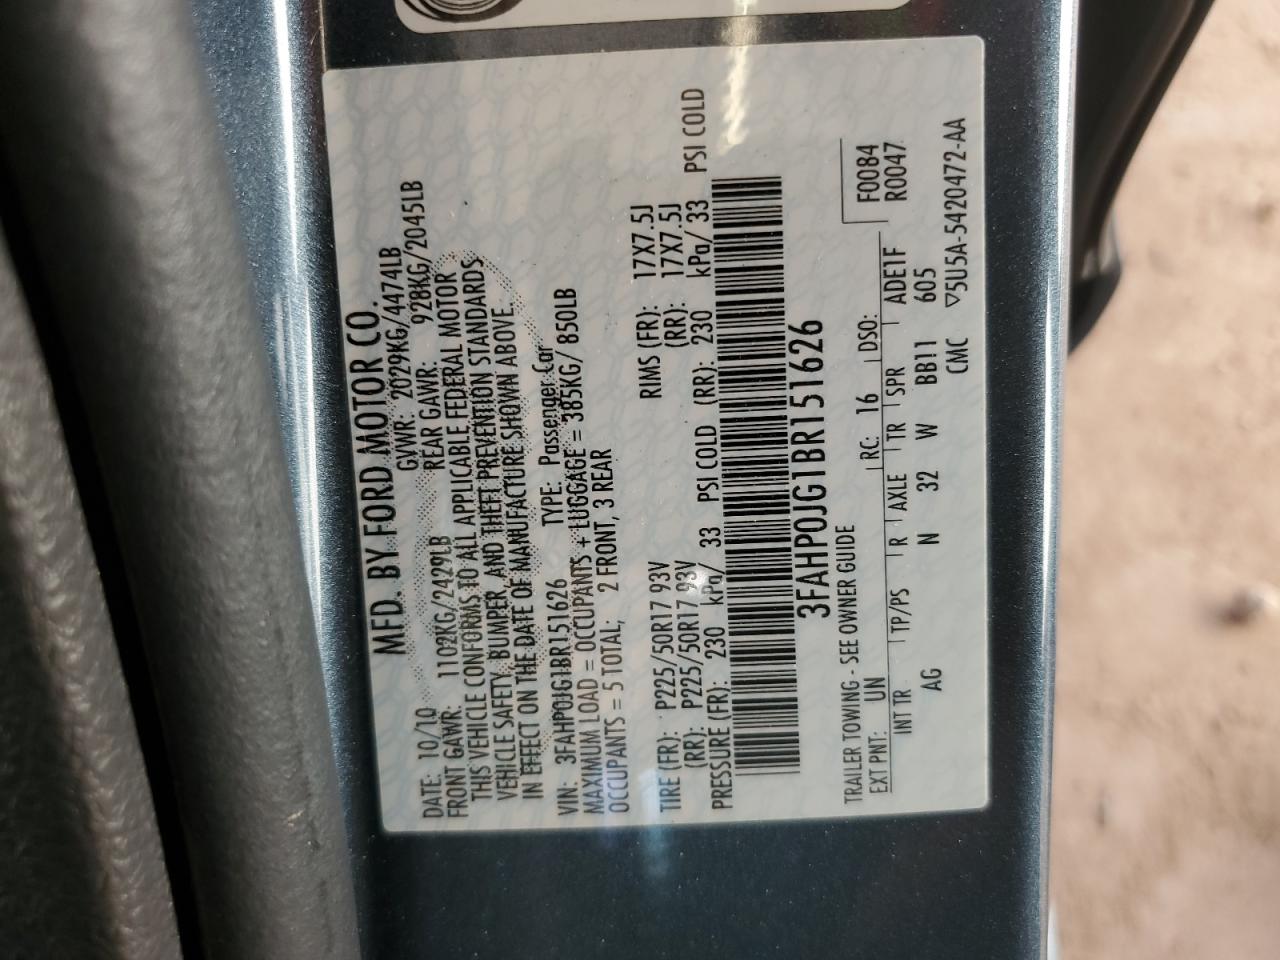 MFD. BY FORD MOTOR CO.
DATE: 10/10 GVWR: 2029KG/4474LB
FRONT GAWR: 1102KG/2429LB REAR GAWR: 928KG/2045LB
THIS VEHICLE CONFORMS TO ALL APPLICABLE FEDERAL MOTOR
VEHICLE SAFETY, BUMPER, AND THEFT PREVENTION STANDARDS
IN EFFECT ON THE DATE OF MANUFACTURE SHOWN ABOVE.
VIN: 3FAHP0JG1BR151626 TYPE: Passenger Car
MAXIMUM LOAD = OCCUPANTS + LUGGAGE = 385KG/ 850LB
OCCUPANTS = 5 TOTAL; 2 FRONT, 3 REAR
TIRE (FR): P225/50R17 93V RIMS (FR): 17X7.5J
(RR): P225/50R17 93V (RR): 17X7.5J
PRESSURE (FR): 230 kPa/ 33 PSI COLD (RR): 230 kPa/ 33 PSI COLD
3FAHP0JG1BR151626
TRAILER TOWING - SEE OWNER GUIDE F0084
EXT PNT: UN RC: 16 DSO: R0047
INT TR TP/PS R AXLE TR SPR ADETF
AG N 32 W BB11 605
CMC ▽5U5A-5420472-AA